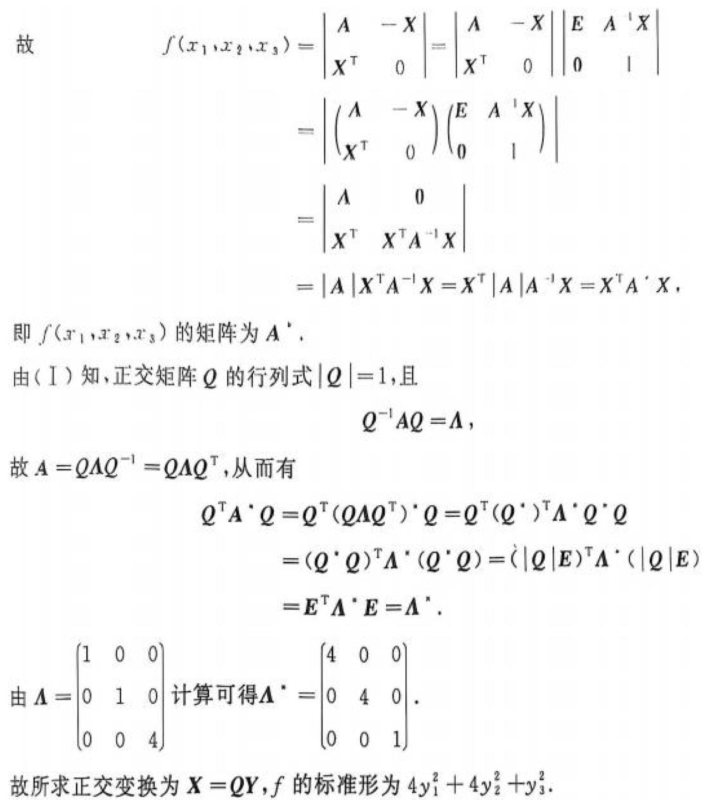 故 f(x₁,x₂,x₃) = | A −X ; Xᵀ 0 | = | A −X ; Xᵀ 0 | | E A⁻¹X ; 0 1 |
= | ( A −X ; Xᵀ 0 ) ( E A⁻¹X ; 0 1 ) |
= | A 0 ; Xᵀ XᵀA⁻¹X |
= |A|XᵀA⁻¹X = Xᵀ|A|A⁻¹X = XᵀA*X,
即 f(x₁,x₂,x₃) 的矩阵为 A*.
由(Ⅰ)知,正交矩阵 Q 的行列式|Q|=1,且
Q⁻¹AQ = Λ,
故 A = QΛQ⁻¹ = QΛQᵀ,从而有
QᵀA*Q = Qᵀ(QΛQᵀ)*Q = Qᵀ(Q*)ᵀΛ*Q*Q
= (Q*Q)ᵀΛ*(Q*Q) = (|Q|E)ᵀΛ*(|Q|E)
= EᵀΛ*E = Λ*.
由 Λ = ( 1 0 0 ; 0 1 0 ; 0 0 4 ) 计算可得 Λ* = ( 4 0 0 ; 0 4 0 ; 0 0 1 ).
故所求正交变换为 X = QY, f 的标准形为 4y₁² + 4y₂² + y₃².